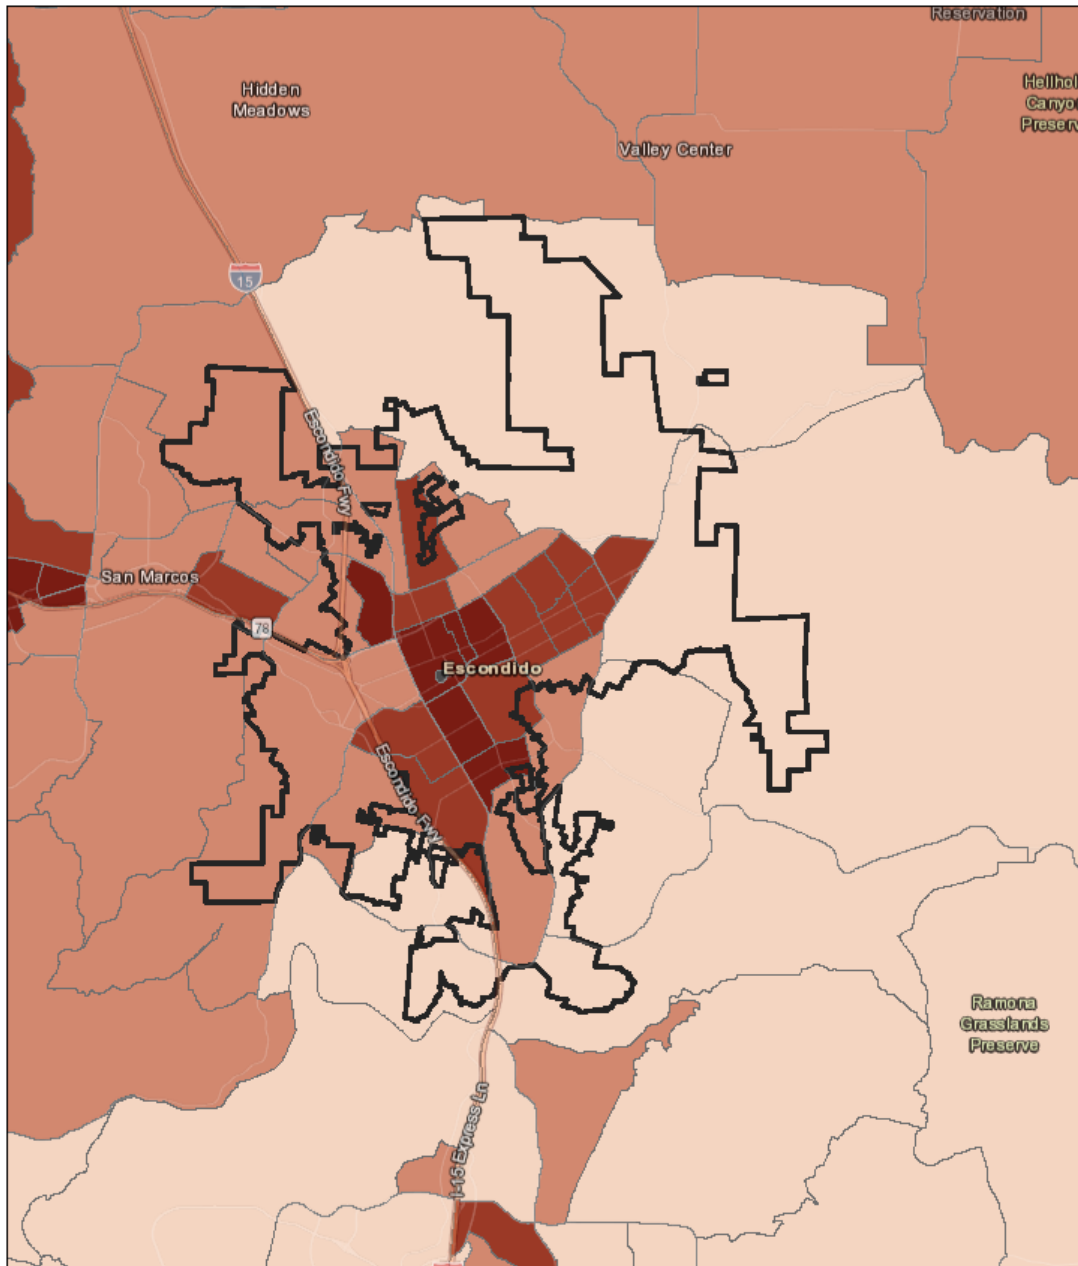 Reservation
Hidden
Meadows
Hellhol
Canyo
Preserv
Valley Center
15
Escondido Fwy
San Marcos
78
Escondido
Escondido Fwy
Ramona
Grasslands
Preserve
I-15 Express Ln